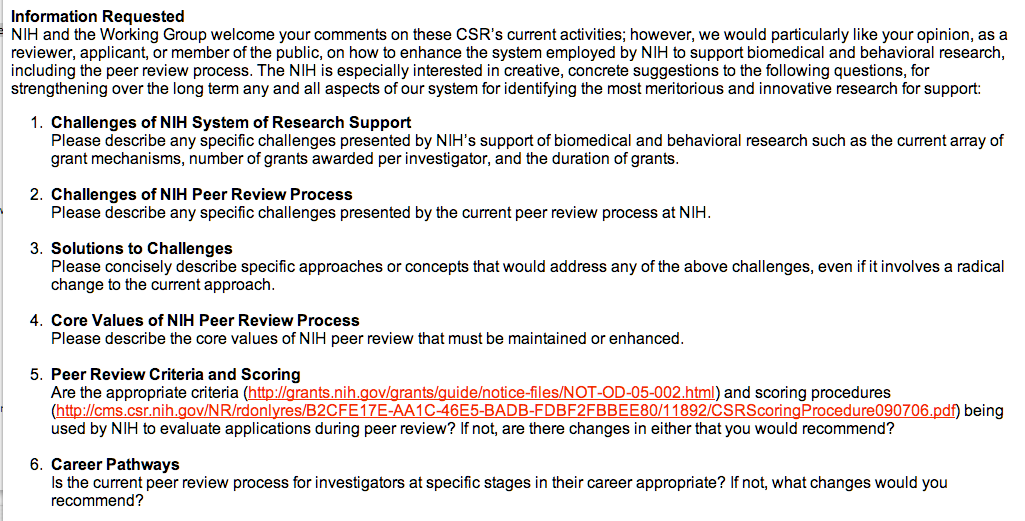 Information Requested
NIH and the Working Group welcome your comments on these CSR's current activities; however, we would particularly like your opinion, as a
reviewer, applicant, or member of the public, on how to enhance the system employed by NIH to support biomedical and behavioral research,
including the peer review process. The NIH is especially interested in creative, concrete suggestions to the following questions, for
strengthening over the long term any and all aspects of our system for identifying the most meritorious and innovative research for support:
1. Challenges of NIH System of Research Support
Please describe any specific challenges presented by NIH's support of biomedical and behavioral research such as the current array of
grant mechanisms, number of grants awarded per investigator, and the duration of grants.
2. Challenges of NIH Peer Review Process
Please describe any specific challenges presented by the current peer review process at NIH.
3. Solutions to Challenges
Please concisely describe specific approaches or concepts that would address any of the above challenges, even if it involves a radical
change to the current approach.
4. Core Values of NIH Peer Review Process
Please describe the core values of NIH peer review that must be maintained or enhanced.
5. Peer Review Criteria and Scoring
Are the appropriate criteria (http://grants.nih.gov/grants/guide/notice-files/NOT-OD-05-002.html) and scoring procedures
(http://cms.csr.nih.gov/NR/rdonlyres/B2CFE17E-AA1C-46E5-BADB-FDBF2FBBEE80/11892/CSRScoringProcedure090706.pdf) being
used by NIH to evaluate applications during peer review? If not, are there changes in either that you would recommend?
6. Career Pathways
Is the current peer review process for investigators at specific stages in their career appropriate? If not, what changes would you
recommend?